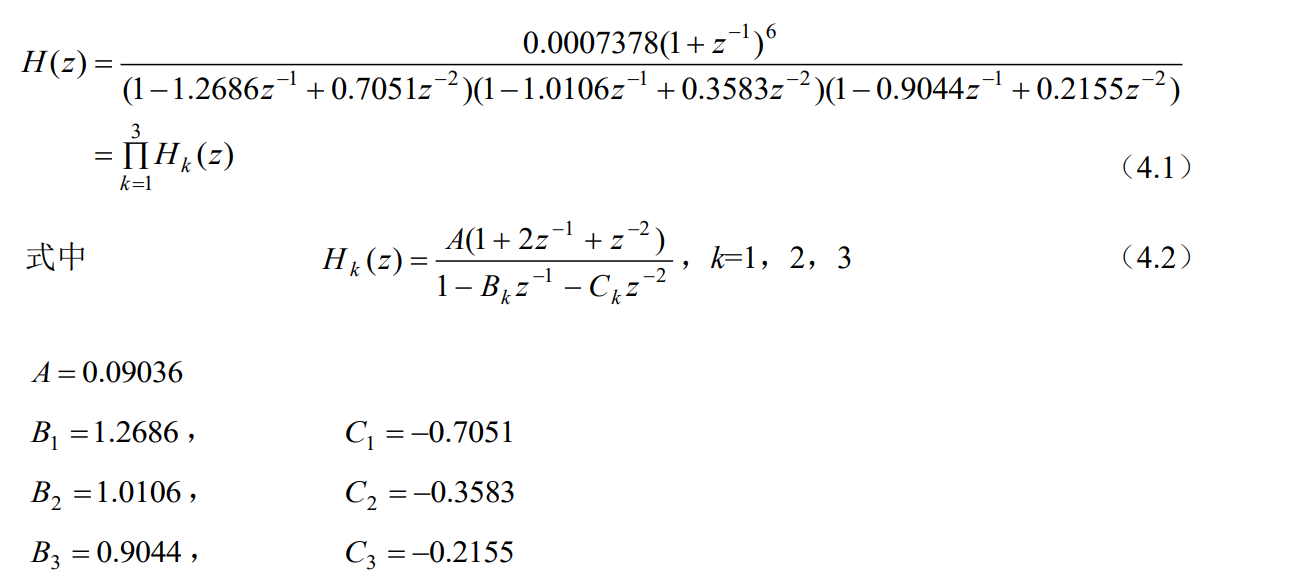 H(z) = \frac{0.0007378(1+z^{-1})^6}{(1-1.2686z^{-1}+0.7051z^{-2})(1-1.0106z^{-1}+0.3583z^{-2})(1-0.9044z^{-1}+0.2155z^{-2})}
= \prod_{k=1}^{3} H_k(z) （4.1）
式中 H_k(z) = \frac{A(1+2z^{-1}+z^{-2})}{1-B_k z^{-1}-C_k z^{-2}}，k=1，2，3 （4.2）
A = 0.09036
B_1 = 1.2686， C_1 = –0.7051
B_2 = 1.0106， C_2 = –0.3583
B_3 = 0.9044， C_3 = –0.2155